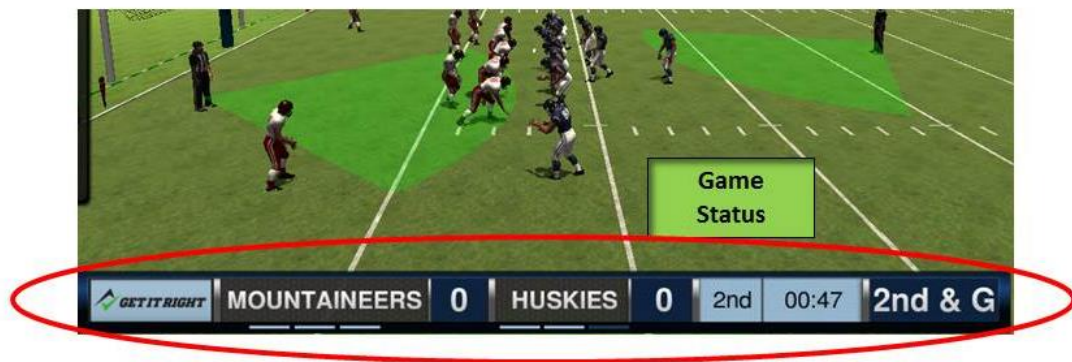 Game
Status
GET IT RIGHT MOUNTAINEERS 0 HUSKIES 0 2nd 00:47 2nd & G